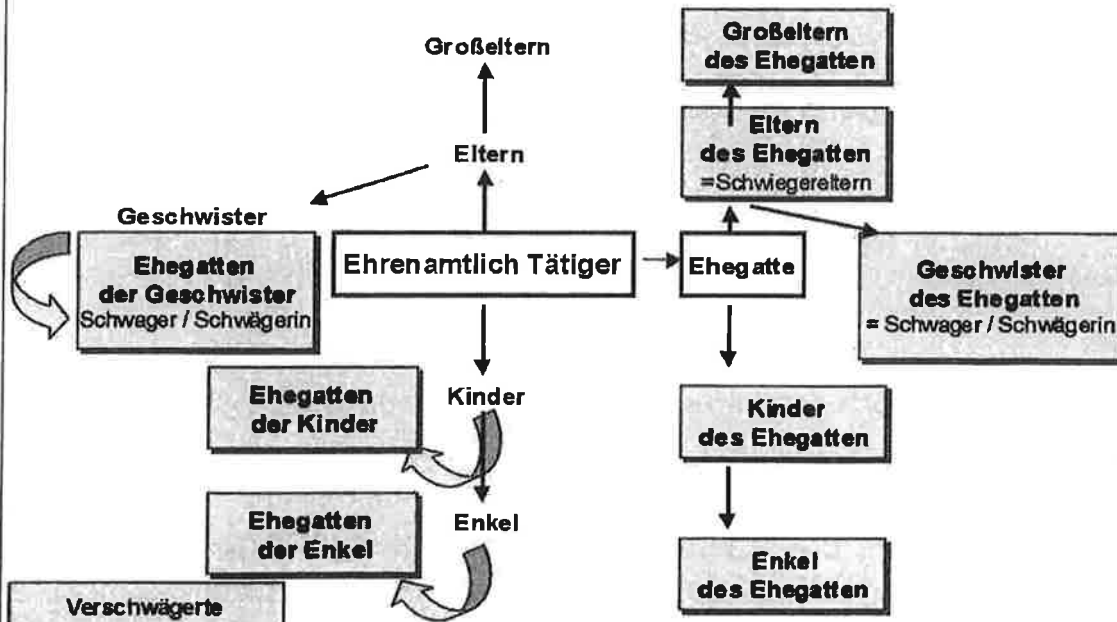 Großeltern
Großeltern
des Ehegatten
Eltern
Eltern
des Ehegatten
=Schwiegereltern
Geschwister
Ehegatten
der Geschwister
Schwager / Schwägerin
Ehrenamtlich Tätiger
Ehegatte
Geschwister
des Ehegatten
= Schwager / Schwägerin
Ehegatten
der Kinder
Kinder
Kinder
des Ehegatten
Ehegatten
der Enkel
Enkel
Enkel
des Ehegatten
Verschwägerte